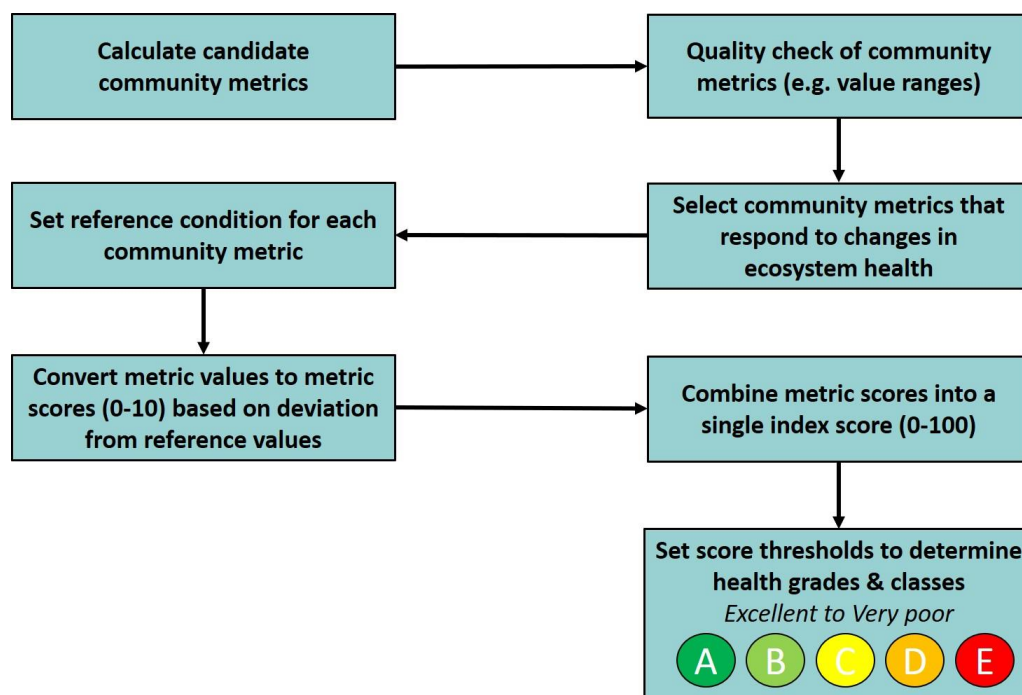 Calculate candidate
community metrics
Quality check of community
metrics (e.g. value ranges)
Select community metrics that
respond to changes in
ecosystem health
Set reference condition for each
community metric
Convert metric values to metric
scores (0-10) based on deviation
from reference values
Combine metric scores into a
single index score (0-100)
Set score thresholds to determine
health grades & classes
Excellent to Very poor
A B C D E